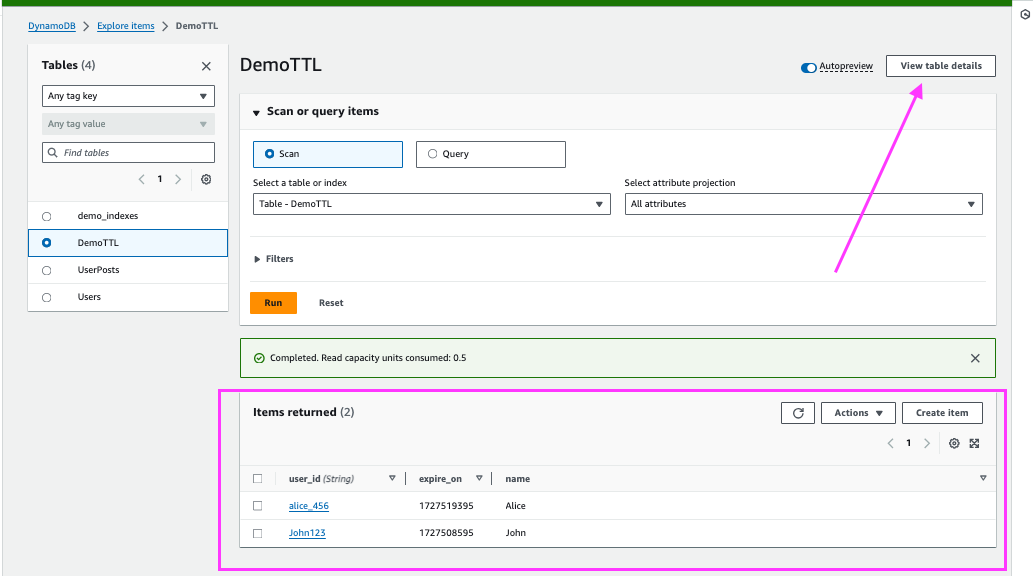 DynamoDB > Explore items > DemoTTL
Tables (4)
Any tag key
Any tag value
Find tables
1
demo_indexes
DemoTTL
UserPosts
Users
DemoTTL
Autopreview
View table details
Scan or query items
Scan
Query
Select a table or index
Table - DemoTTL
Select attribute projection
All attributes
Filters
Run
Reset
Completed. Read capacity units consumed: 0.5
Items returned (2)
Actions
Create item
1
user_id (String) expire_on name
alice_456 1727519395 Alice
John123 1727508595 John